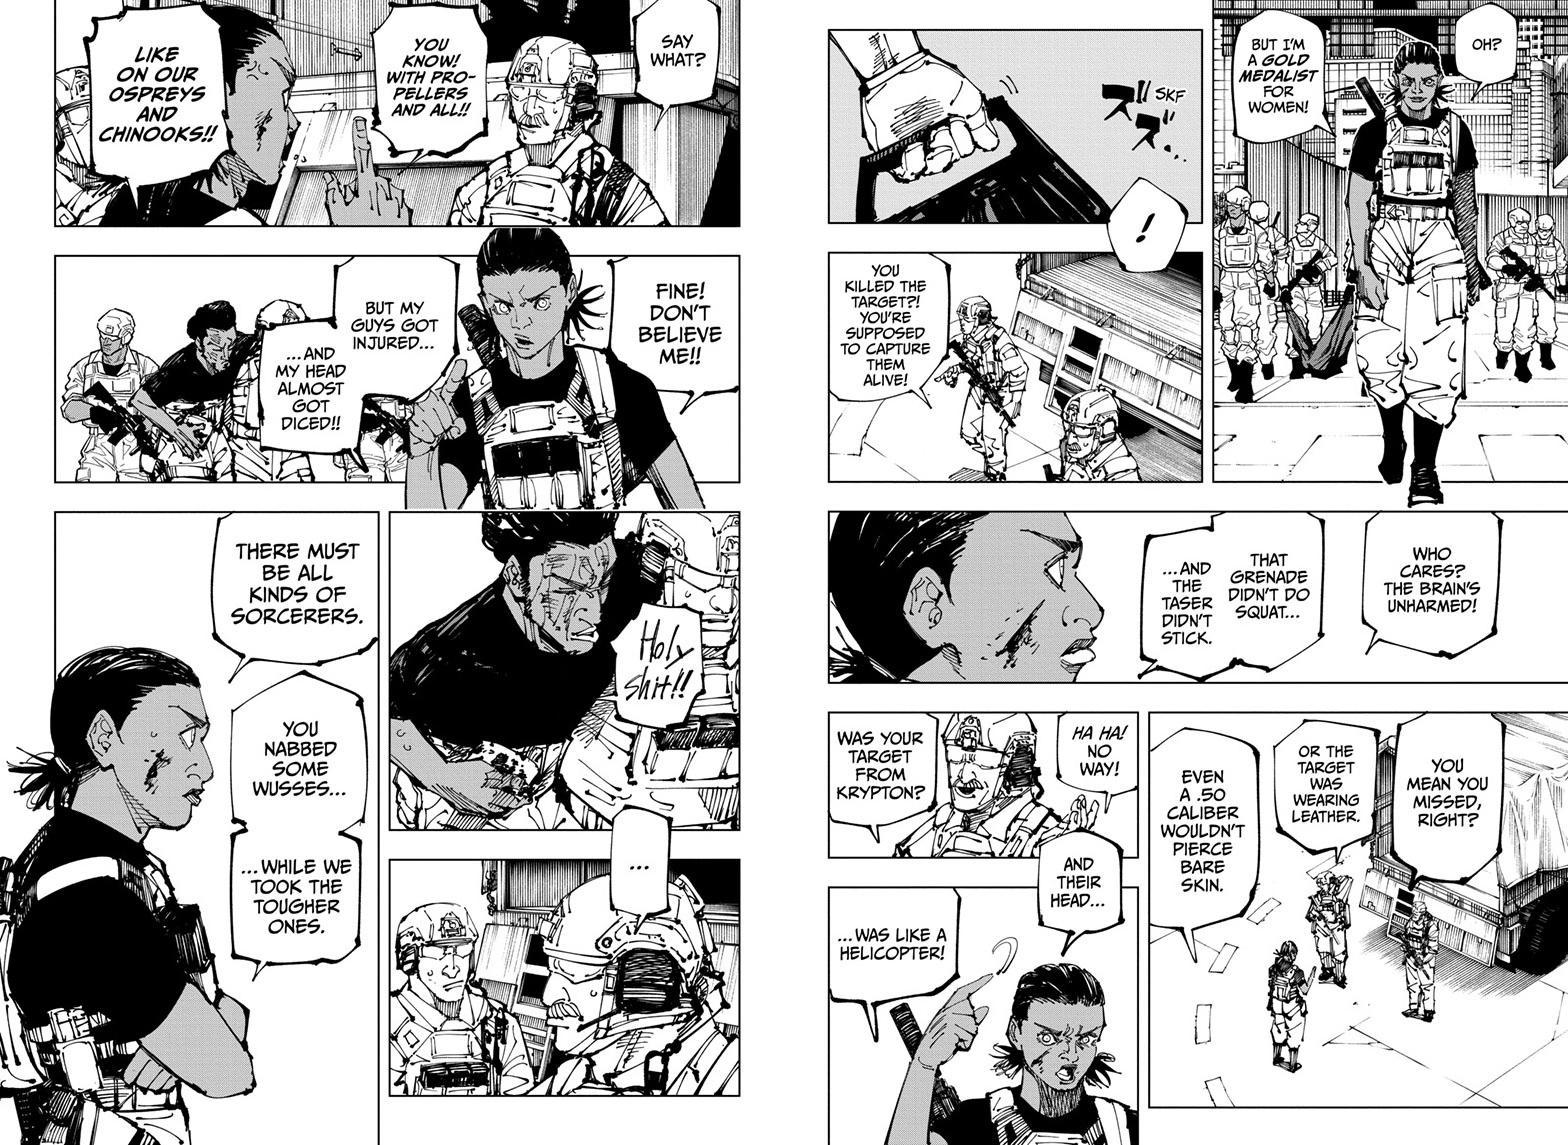 OH?
BUT I'M
A GOLD
MEDALIST
FOR
WOMEN!
SKF
ズ
ズ...
!
YOU
KILLED THE
TARGET?!
YOU'RE
SUPPOSED
TO CAPTURE
THEM
ALIVE!
WHO
CARES?
THE BRAIN'S
UNHARMED!
THAT
GRENADE
DIDN'T DO
SQUAT...
...AND
THE
TASER
DIDN'T
STICK.
YOU
MEAN YOU
MISSED,
RIGHT?
OR THE
TARGET
WAS
WEARING
LEATHER.
EVEN
A .50
CALIBER
WOULDN'T
PIERCE
BARE
SKIN.
HA HA!
NO
WAY!
WAS YOUR
TARGET
FROM
KRYPTON?
AND
THEIR
HEAD...
...WAS LIKE A
HELICOPTER!
SAY
WHAT?
YOU
KNOW!
WITH PRO-
PELLERS
AND ALL!!
LIKE
ON OUR
OSPREYS
AND
CHINOOKS!!
FINE!
DON'T
BELIEVE
ME!!
BUT MY
GUYS GOT
INJURED...
...AND
MY HEAD
ALMOST
GOT
DICED!!
Holy
shit!!
...
THERE MUST
BE ALL
KINDS OF
SORCERERS.
YOU
NABBED
SOME
WUSSES...
...WHILE WE
TOOK THE
TOUGHER
ONES.